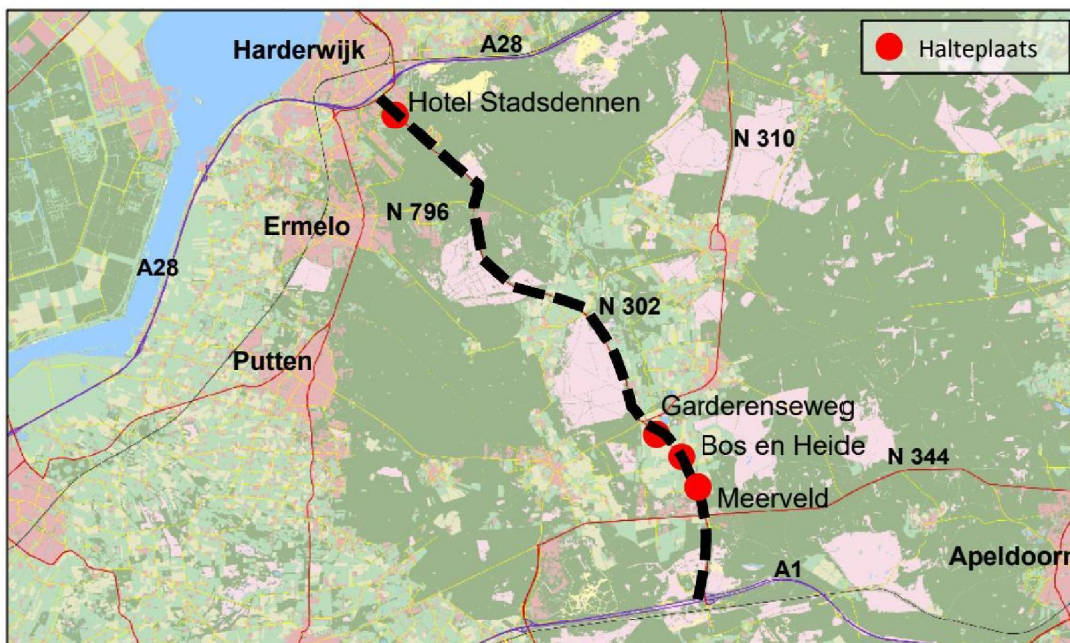 Harderwijk
A28
Halteplaats
Hotel Stadsdennen
N 310
N 796
Ermelo
A28
N 302
Putten
Garderenseweg
Bos en Heide
N 344
Meerveld
Apeldoorn
A1